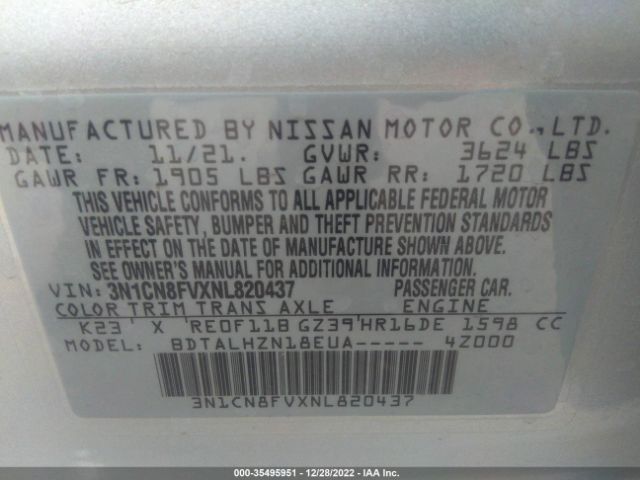 MANUFACTURED BY NISSAN MOTOR CO., LTD.
DATE: 11/21. GVWR: 3624 LBS
GAWR FR: 1905 LBS GAWR RR: 1720 LBS
THIS VEHICLE CONFORMS TO ALL APPLICABLE FEDERAL MOTOR
VEHICLE SAFETY, BUMPER AND THEFT PREVENTION STANDARDS
IN EFFECT ON THE DATE OF MANUFACTURE SHOWN ABOVE.
SEE OWNER'S MANUAL FOR ADDITIONAL INFORMATION.
VIN: 3N1CN8FVXNL820437 PASSENGER CAR.
COLOR TRIM TRANS AXLE ENGINE
K23 X RE0F11B GZ39 HR16DE 1598 CC
MODEL: BDTALHZN18EUA----- 4Z000
3N1CN8FVXNL820437
000-35495951 - 12/28/2022 - IAA Inc.